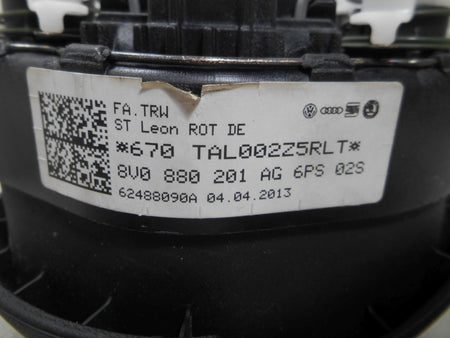 FA.TRW
ST Leon ROT DE
*670 TAL002Z5RLT*
8V0 880 201 AG 6PS 02S
62488090A 04.04.2013